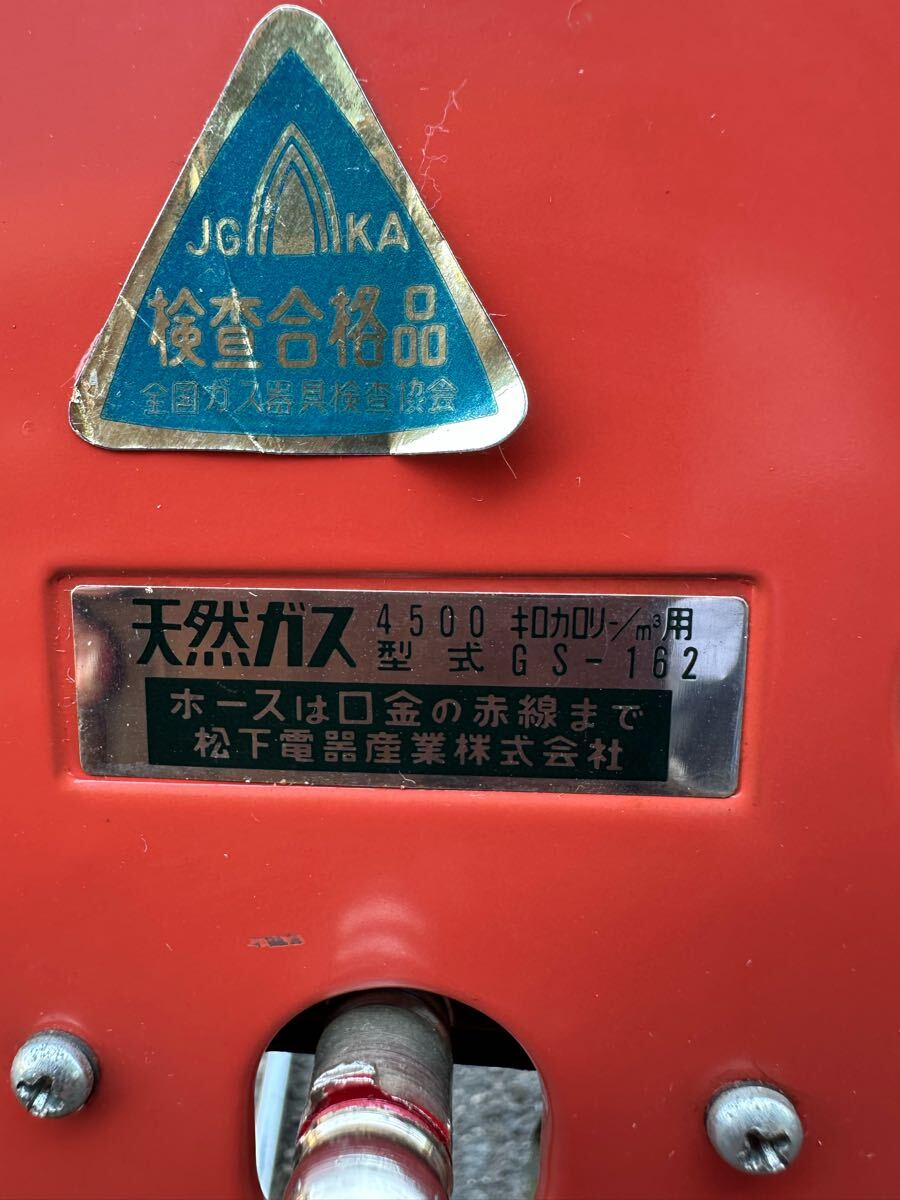 JG KA
検査合格品
全国ガス器具検査協会
天然ガス 4500 キロカロリー/m³用
型式 GS-162
ホースは口金の赤線まで
松下電器産業株式会社